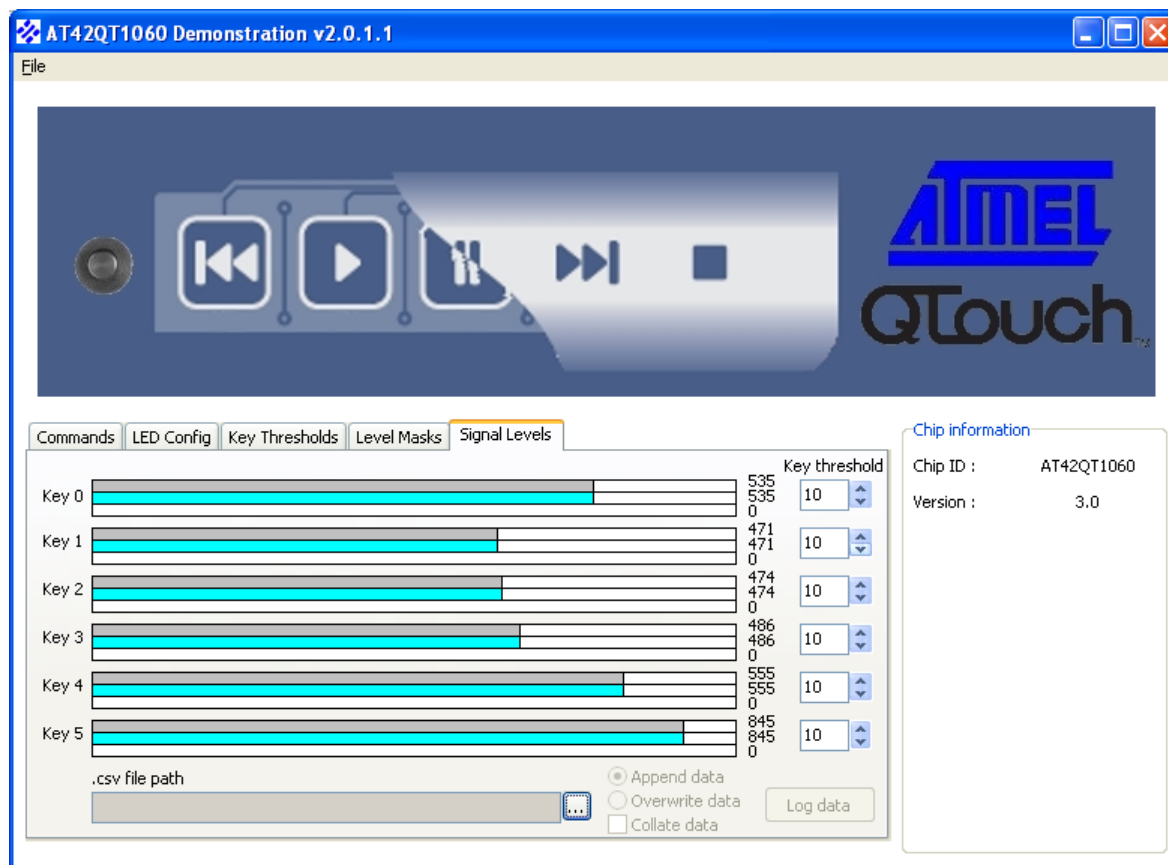 AT42QT1060 Demonstration v2.0.1.1
File
ATMEL
QTouch™
Commands LED Config Key Thresholds Level Masks Signal Levels
Key threshold
Key 0 535 535 0 10
Key 1 471 471 0 10
Key 2 474 474 0 10
Key 3 486 486 0 10
Key 4 555 555 0 10
Key 5 845 845 0 10
.csv file path
...
Append data
Overwrite data
Collate data
Log data
Chip information
Chip ID : AT42QT1060
Version : 3.0